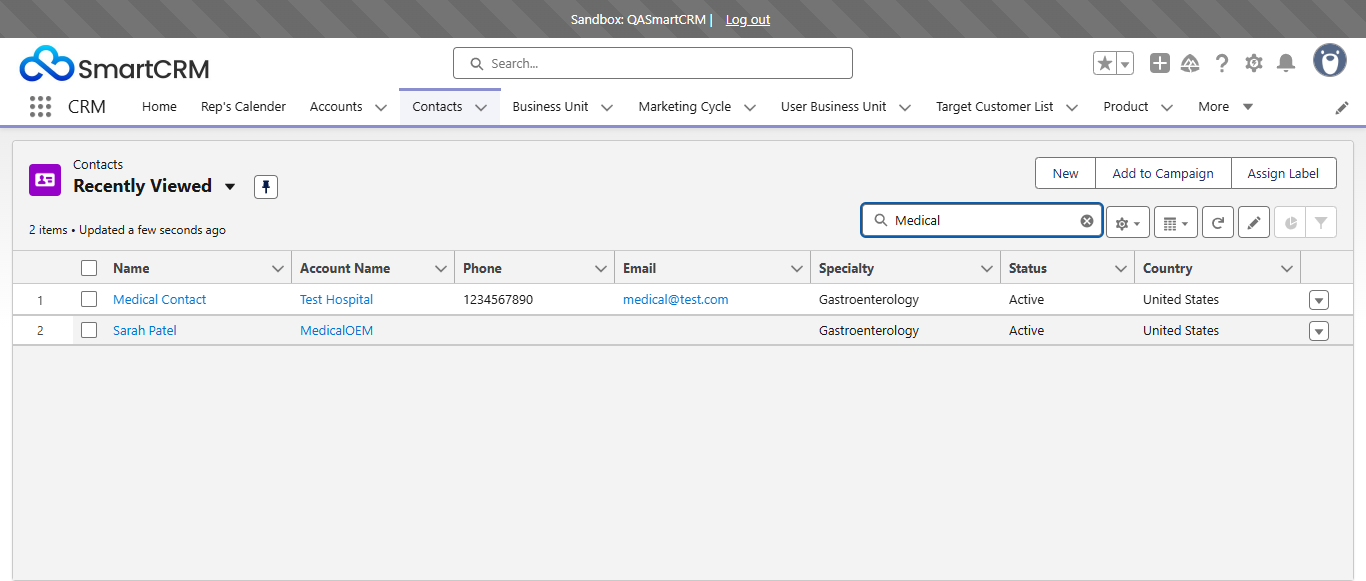 Sandbox: QASmartCRM | Log out
SmartCRM
Search...
CRM Home Rep's Calender Accounts Contacts Business Unit Marketing Cycle User Business Unit Target Customer List Product More
Contacts
Recently Viewed
New Add to Campaign Assign Label
2 items • Updated a few seconds ago
Medical
Name Account Name Phone Email Specialty Status Country
1 Medical Contact Test Hospital 1234567890 medical@test.com Gastroenterology Active United States
2 Sarah Patel MedicalOEM Gastroenterology Active United States